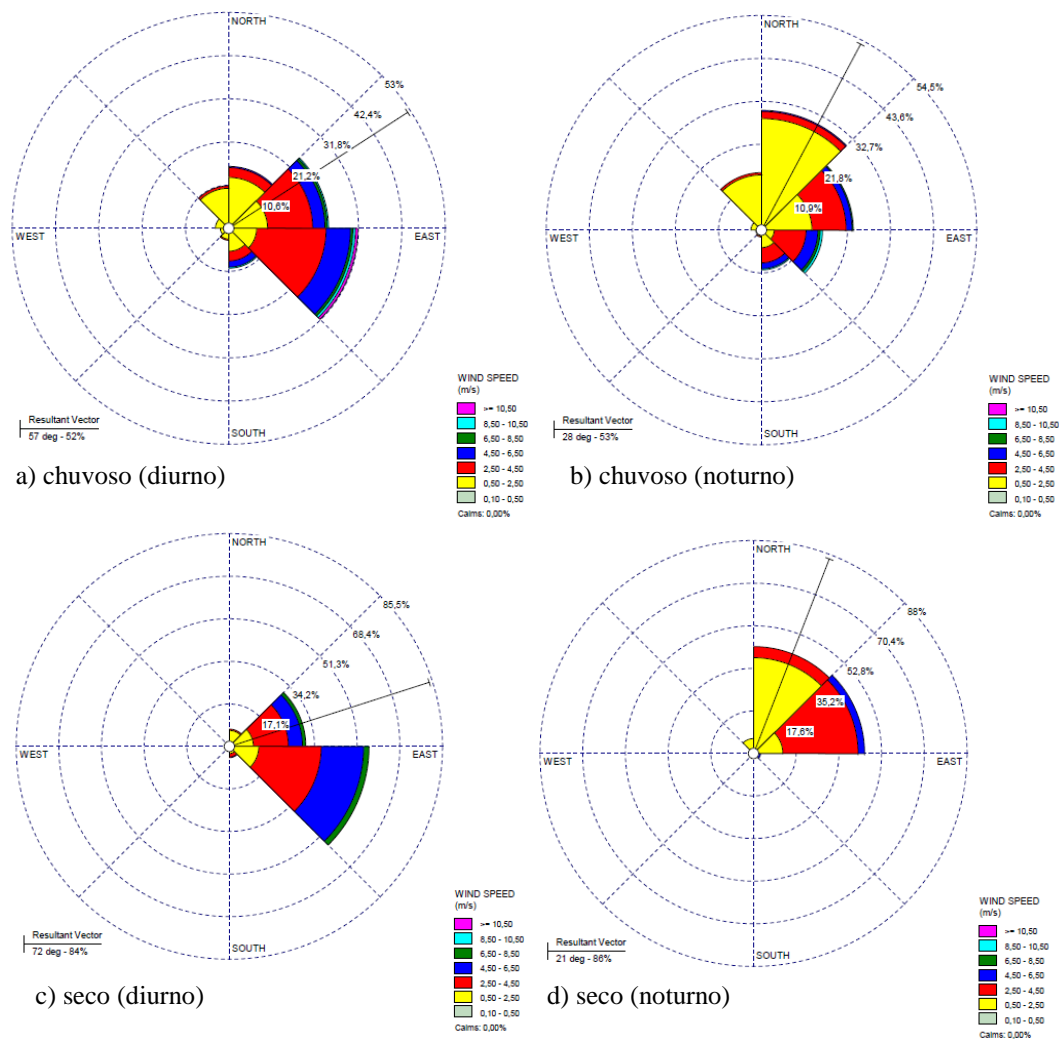 NORTH
53%
42,4%
31,8%
21,2%
10,6%
WEST
EAST
SOUTH
WIND SPEED
(m/s)
>= 10,50
8,50 - 10,50
6,50 - 8,50
4,50 - 6,50
2,50 - 4,50
0,50 - 2,50
0,10 - 0,50
Calms: 0,00%
Resultant Vector
57 deg - 52%
a) chuvoso (diurno)
NORTH
54,5%
43,6%
32,7%
21,8%
10,9%
WEST
EAST
SOUTH
WIND SPEED
(m/s)
>= 10,50
8,50 - 10,50
6,50 - 8,50
4,50 - 6,50
2,50 - 4,50
0,50 - 2,50
0,10 - 0,50
Calms: 0,00%
Resultant Vector
28 deg - 53%
b) chuvoso (noturno)
NORTH
85,5%
68,4%
51,3%
34,2%
17,1%
WEST
EAST
SOUTH
WIND SPEED
(m/s)
>= 10,50
8,50 - 10,50
6,50 - 8,50
4,50 - 6,50
2,50 - 4,50
0,50 - 2,50
0,10 - 0,50
Calms: 0,00%
Resultant Vector
72 deg - 84%
c) seco (diurno)
NORTH
88%
70,4%
52,8%
35,2%
17,6%
WEST
EAST
SOUTH
WIND SPEED
(m/s)
>= 10,50
8,50 - 10,50
6,50 - 8,50
4,50 - 6,50
2,50 - 4,50
0,50 - 2,50
0,10 - 0,50
Calms: 0,00%
Resultant Vector
21 deg - 86%
d) seco (noturno)